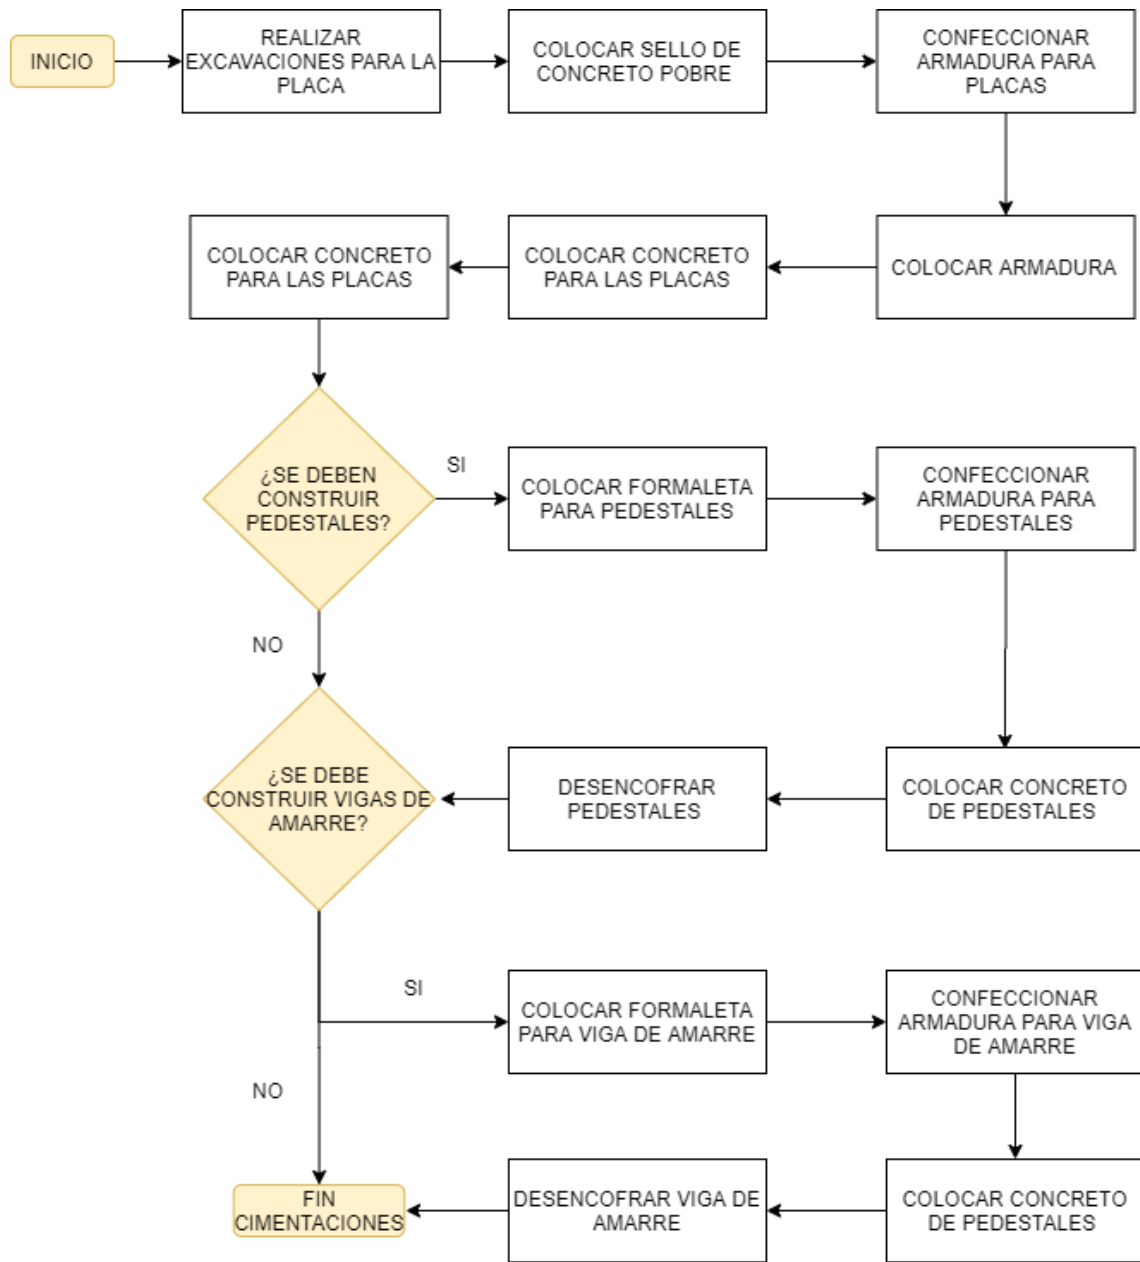 INICIO
REALIZAR
EXCAVACIONES PARA LA
PLACA
COLOCAR SELLO DE
CONCRETO POBRE
CONFECCIONAR
ARMADURA PARA
PLACAS
COLOCAR ARMADURA
COLOCAR CONCRETO
PARA LAS PLACAS
COLOCAR CONCRETO
PARA LAS PLACAS
¿SE DEBEN
CONSTRUIR
PEDESTALES?
SI
COLOCAR FORMALETA
PARA PEDESTALES
CONFECCIONAR
ARMADURA PARA
PEDESTALES
NO
COLOCAR CONCRETO
DE PEDESTALES
DESENCOFRAR
PEDESTALES
¿SE DEBE
CONSTRUIR VIGAS DE
AMARRE?
SI
COLOCAR FORMALETA
PARA VIGA DE AMARRE
CONFECCIONAR
ARMADURA PARA VIGA
DE AMARRE
NO
COLOCAR CONCRETO
DE PEDESTALES
DESENCOFRAR VIGA DE
AMARRE
FIN
CIMENTACIONES